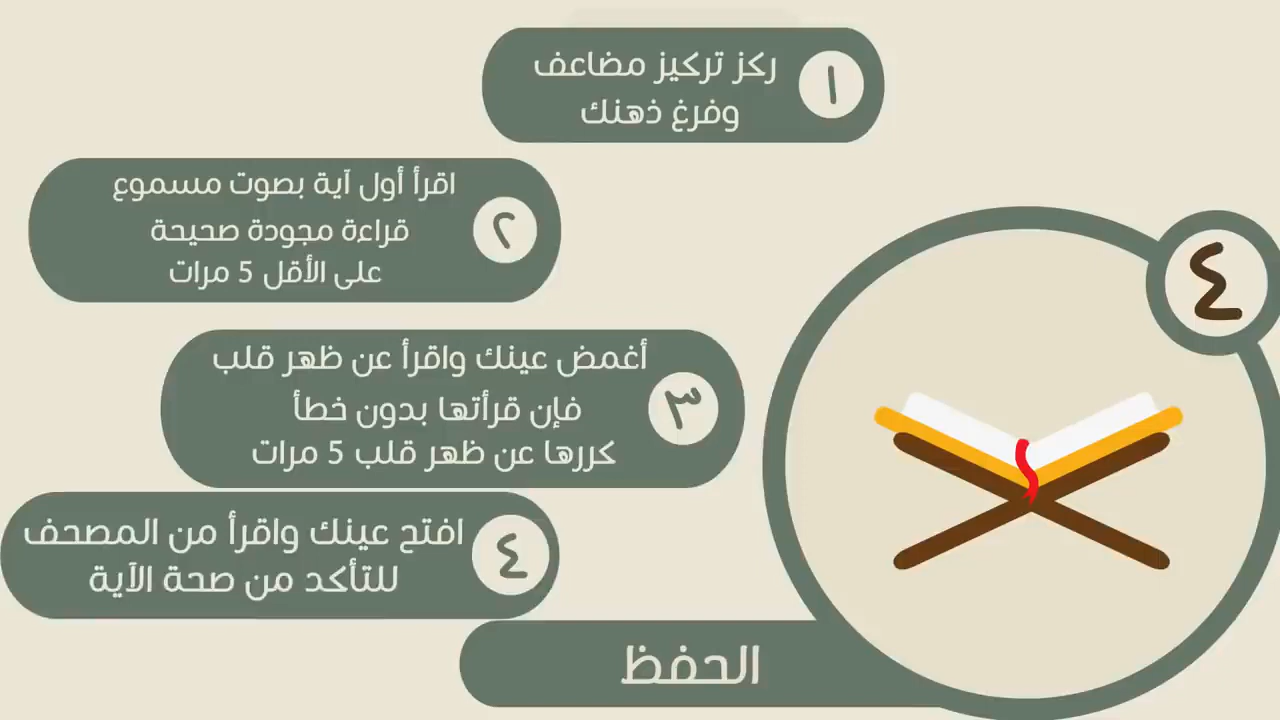 ١
ركز تركيز مضاعف
وفرغ ذهنك
٢
اقرأ أول آية بصوت مسموع
قراءة مجودة صحيحة
على الأقل 5 مرات
٣
أغمض عينك واقرأ عن ظهر قلب
فإن قرأتها بدون خطأ
كررها عن ظهر قلب 5 مرات
٤
افتح عينك واقرأ من المصحف
للتأكد من صحة الآية
٤
الحفظ